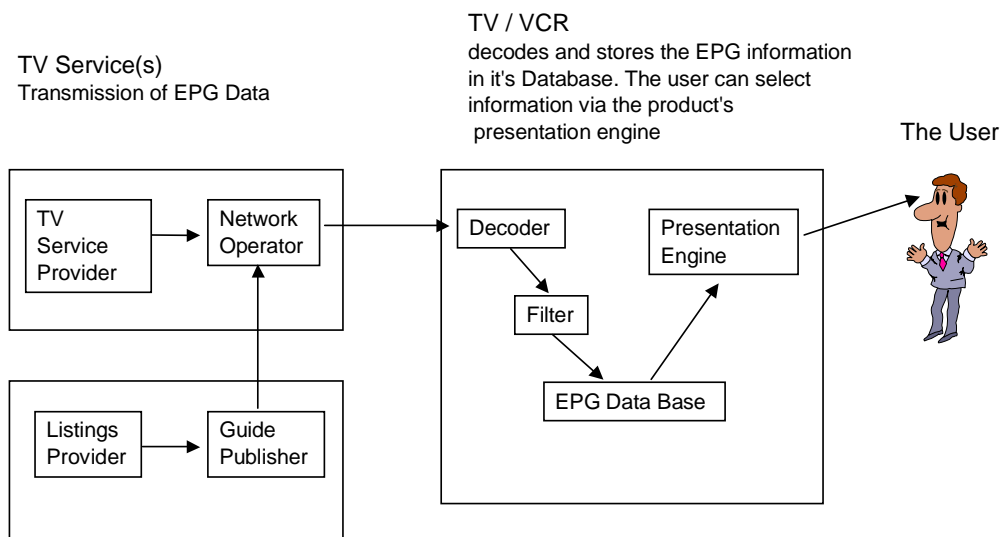 TV Service(s)
Transmission of EPG Data
TV / VCR
decodes and stores the EPG information
in it's Database. The user can select
information via the product's
presentation engine
The User
TV
Service
Provider
Network
Operator
Decoder
Presentation
Engine
Filter
EPG Data Base
Listings
Provider
Guide
Publisher